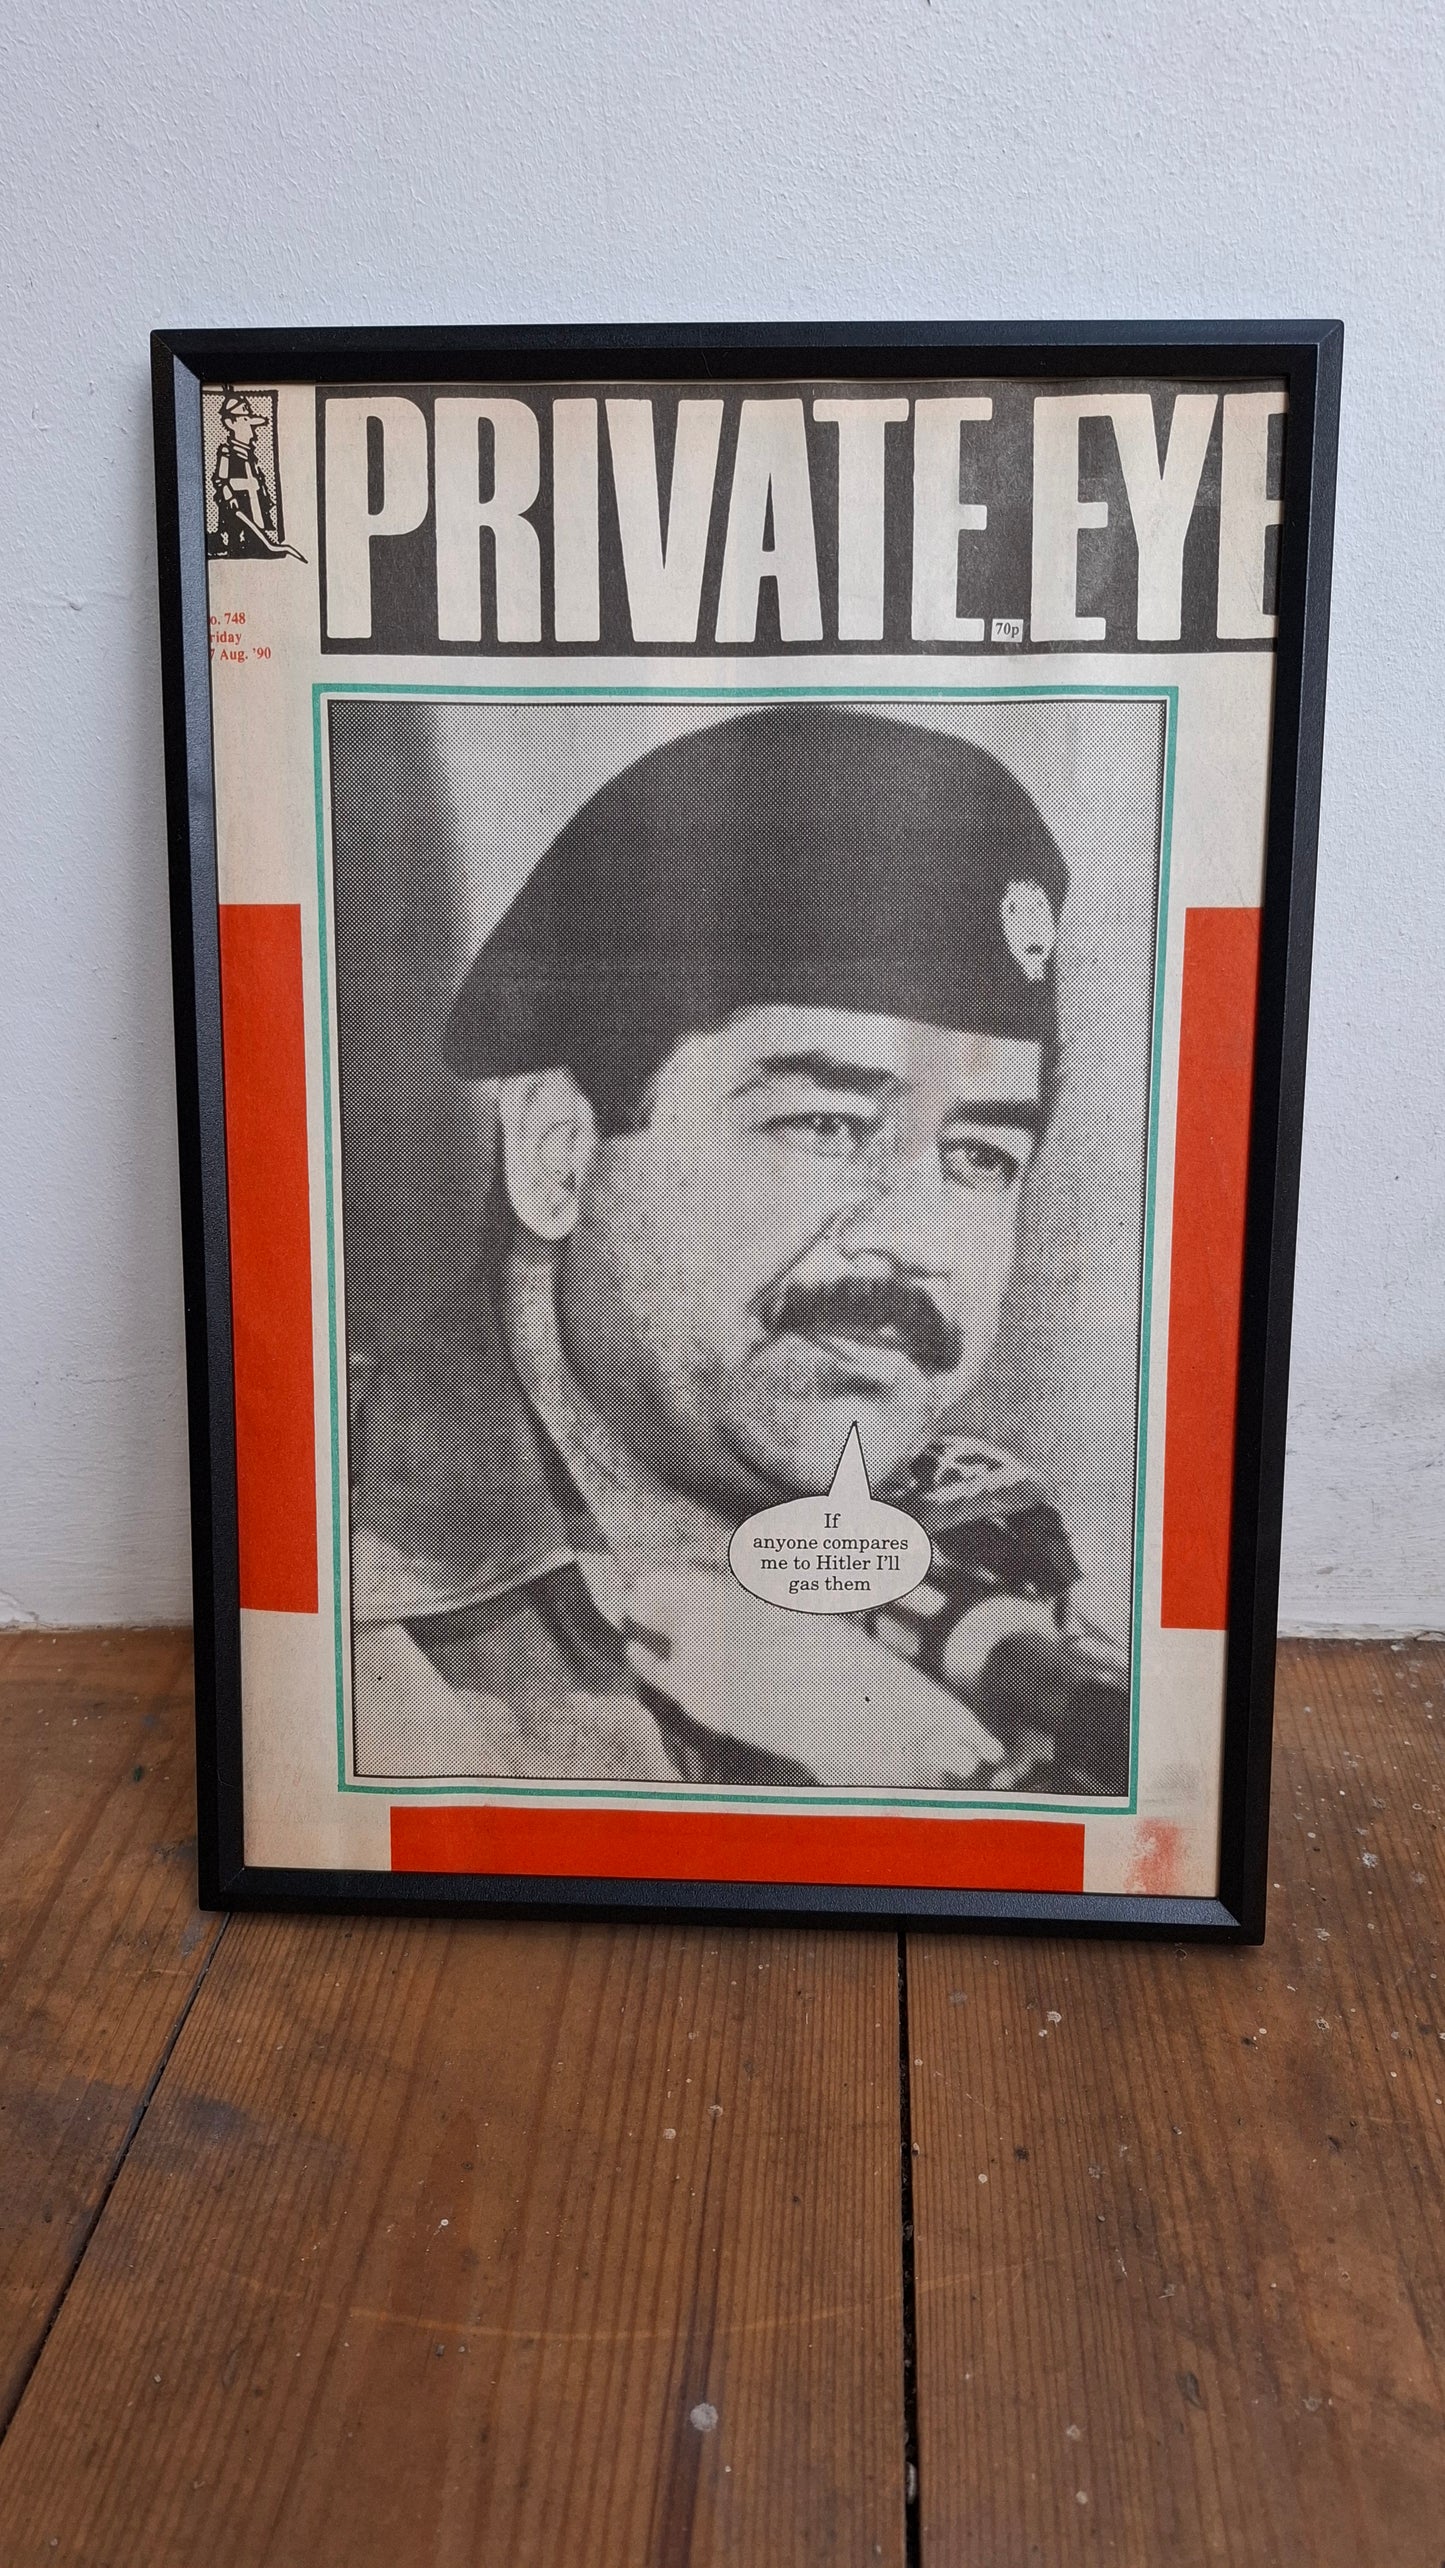 PRIVATE EYE
70p
o. 748
riday
7 Aug. '90
If
anyone compares
me to Hitler I'll
gas them